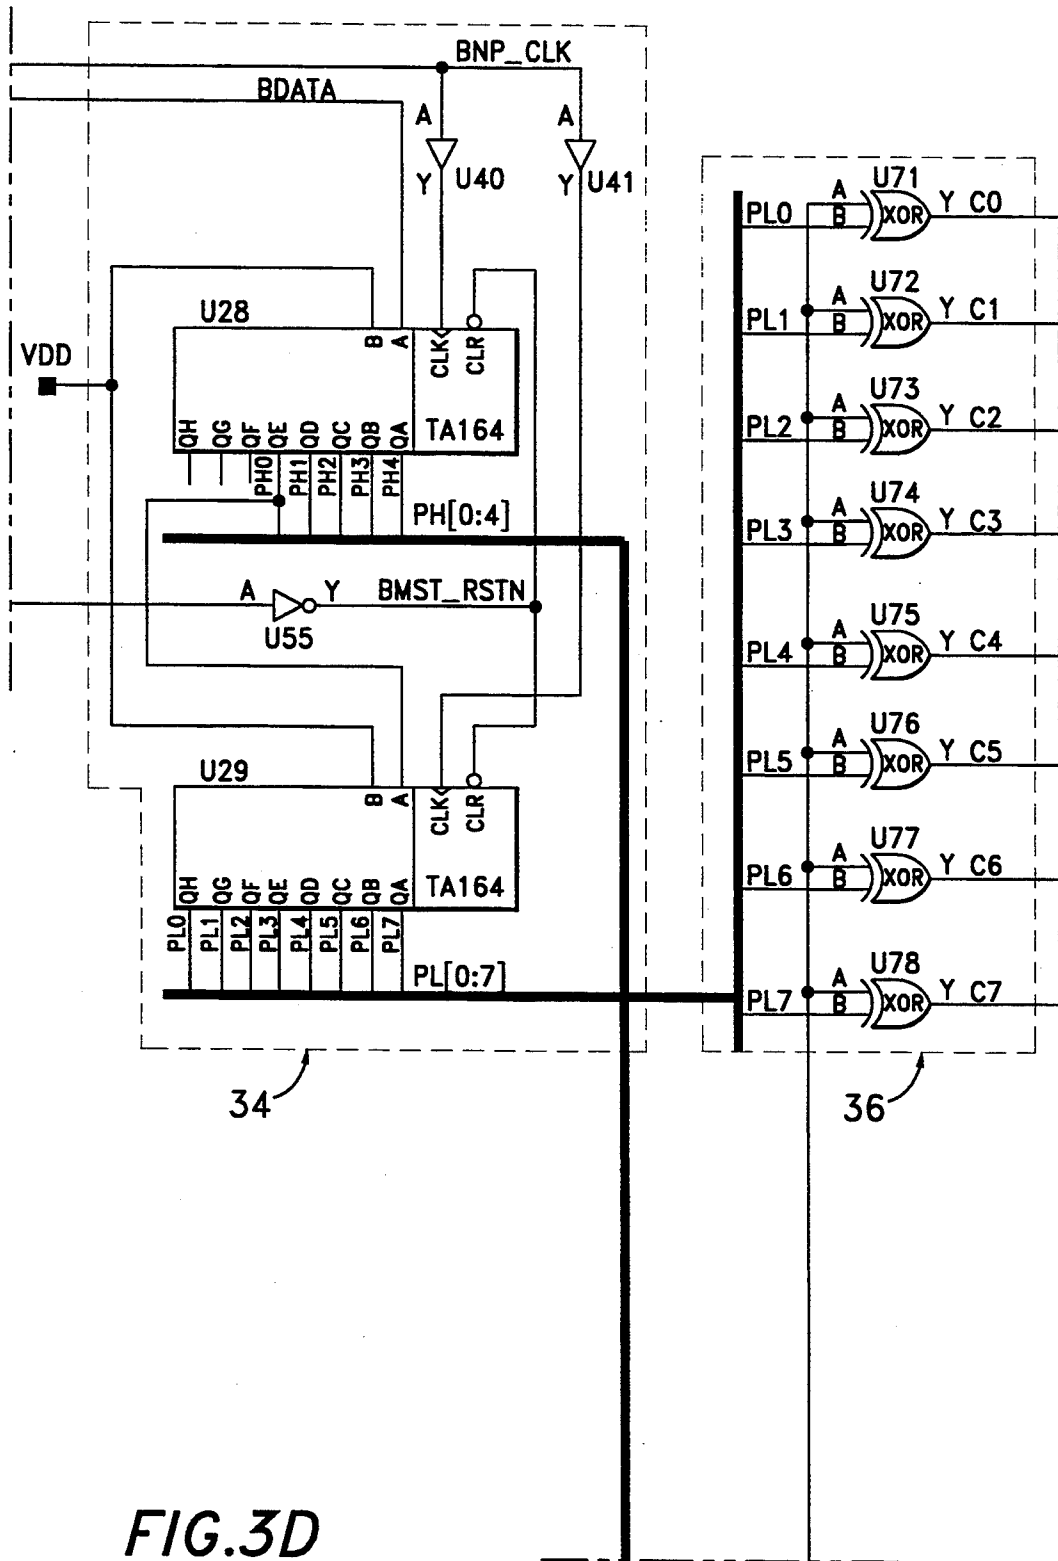 BNP_CLK
BDATA
A
A
Y U40
Y U41
U28
B A CLK CLR
VDD
QH QG QF QE QD QC QB QA TA164
PH0 PH1 PH2 PH3 PH4
PH[0:4]
A Y BMST_RSTN
U55
U29
B A CLK CLR
QH QG QF QE QD QC QB QA TA164
PL0 PL1 PL2 PL3 PL4 PL5 PL6 PL7
PL[0:7]
34
U71
PL0 A B XOR Y C0
U72
PL1 A B XOR Y C1
U73
PL2 A B XOR Y C2
U74
PL3 A B XOR Y C3
U75
PL4 A B XOR Y C4
U76
PL5 A B XOR Y C5
U77
PL6 A B XOR Y C6
U78
PL7 A B XOR Y C7
36
FIG.3D